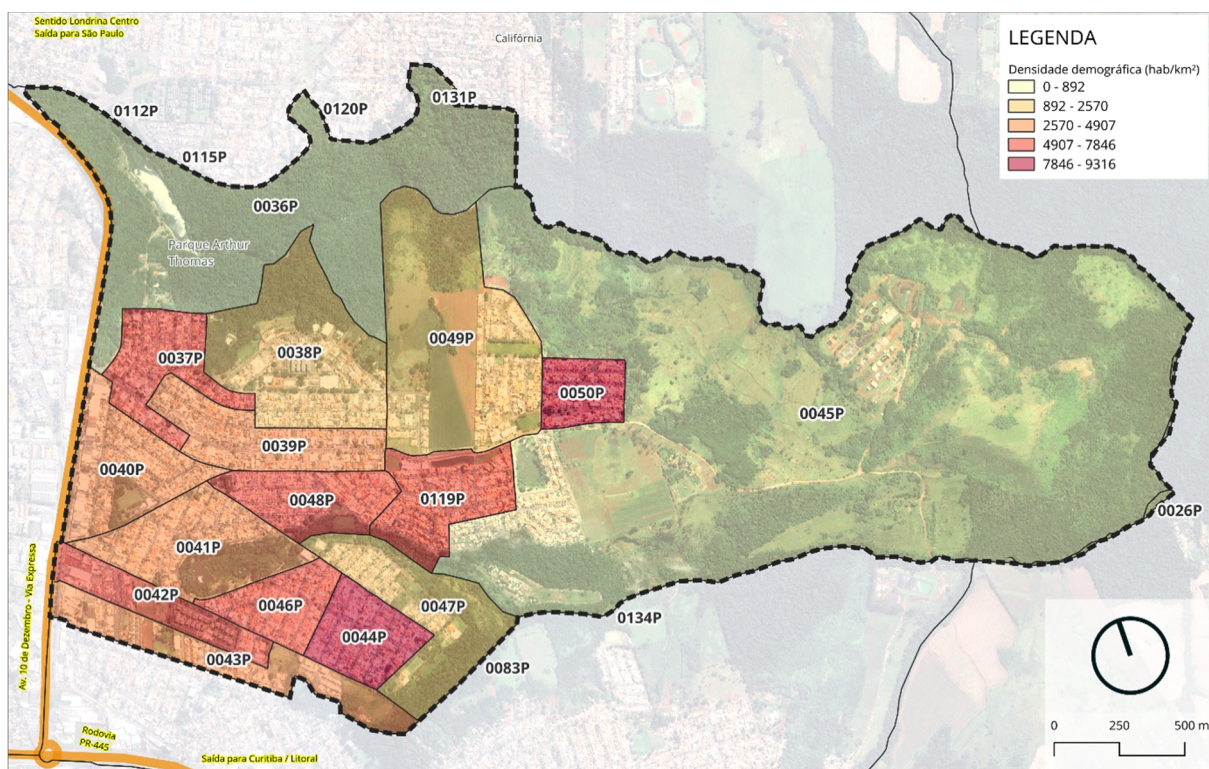 Sentido Londrina Centro
Saída para São Paulo
Califórnia
LEGENDA
Densidade demográfica (hab/km²)
0 - 892
892 - 2570
2570 - 4907
4907 - 7846
7846 - 9316
0112P
0120P
0131P
0115P
0036P
Parque Arthur
Thomas
0037P
0038P
0049P
0050P
0045P
0039P
0040P
0048P
0119P
0026P
0041P
0042P
0046P
0047P
0044P
0134P
0043P
0083P
Av. 10 de Dezembro - Via Expressa
Rodovia
PR-445
Saída para Curitiba / Litoral
0 250 500 m